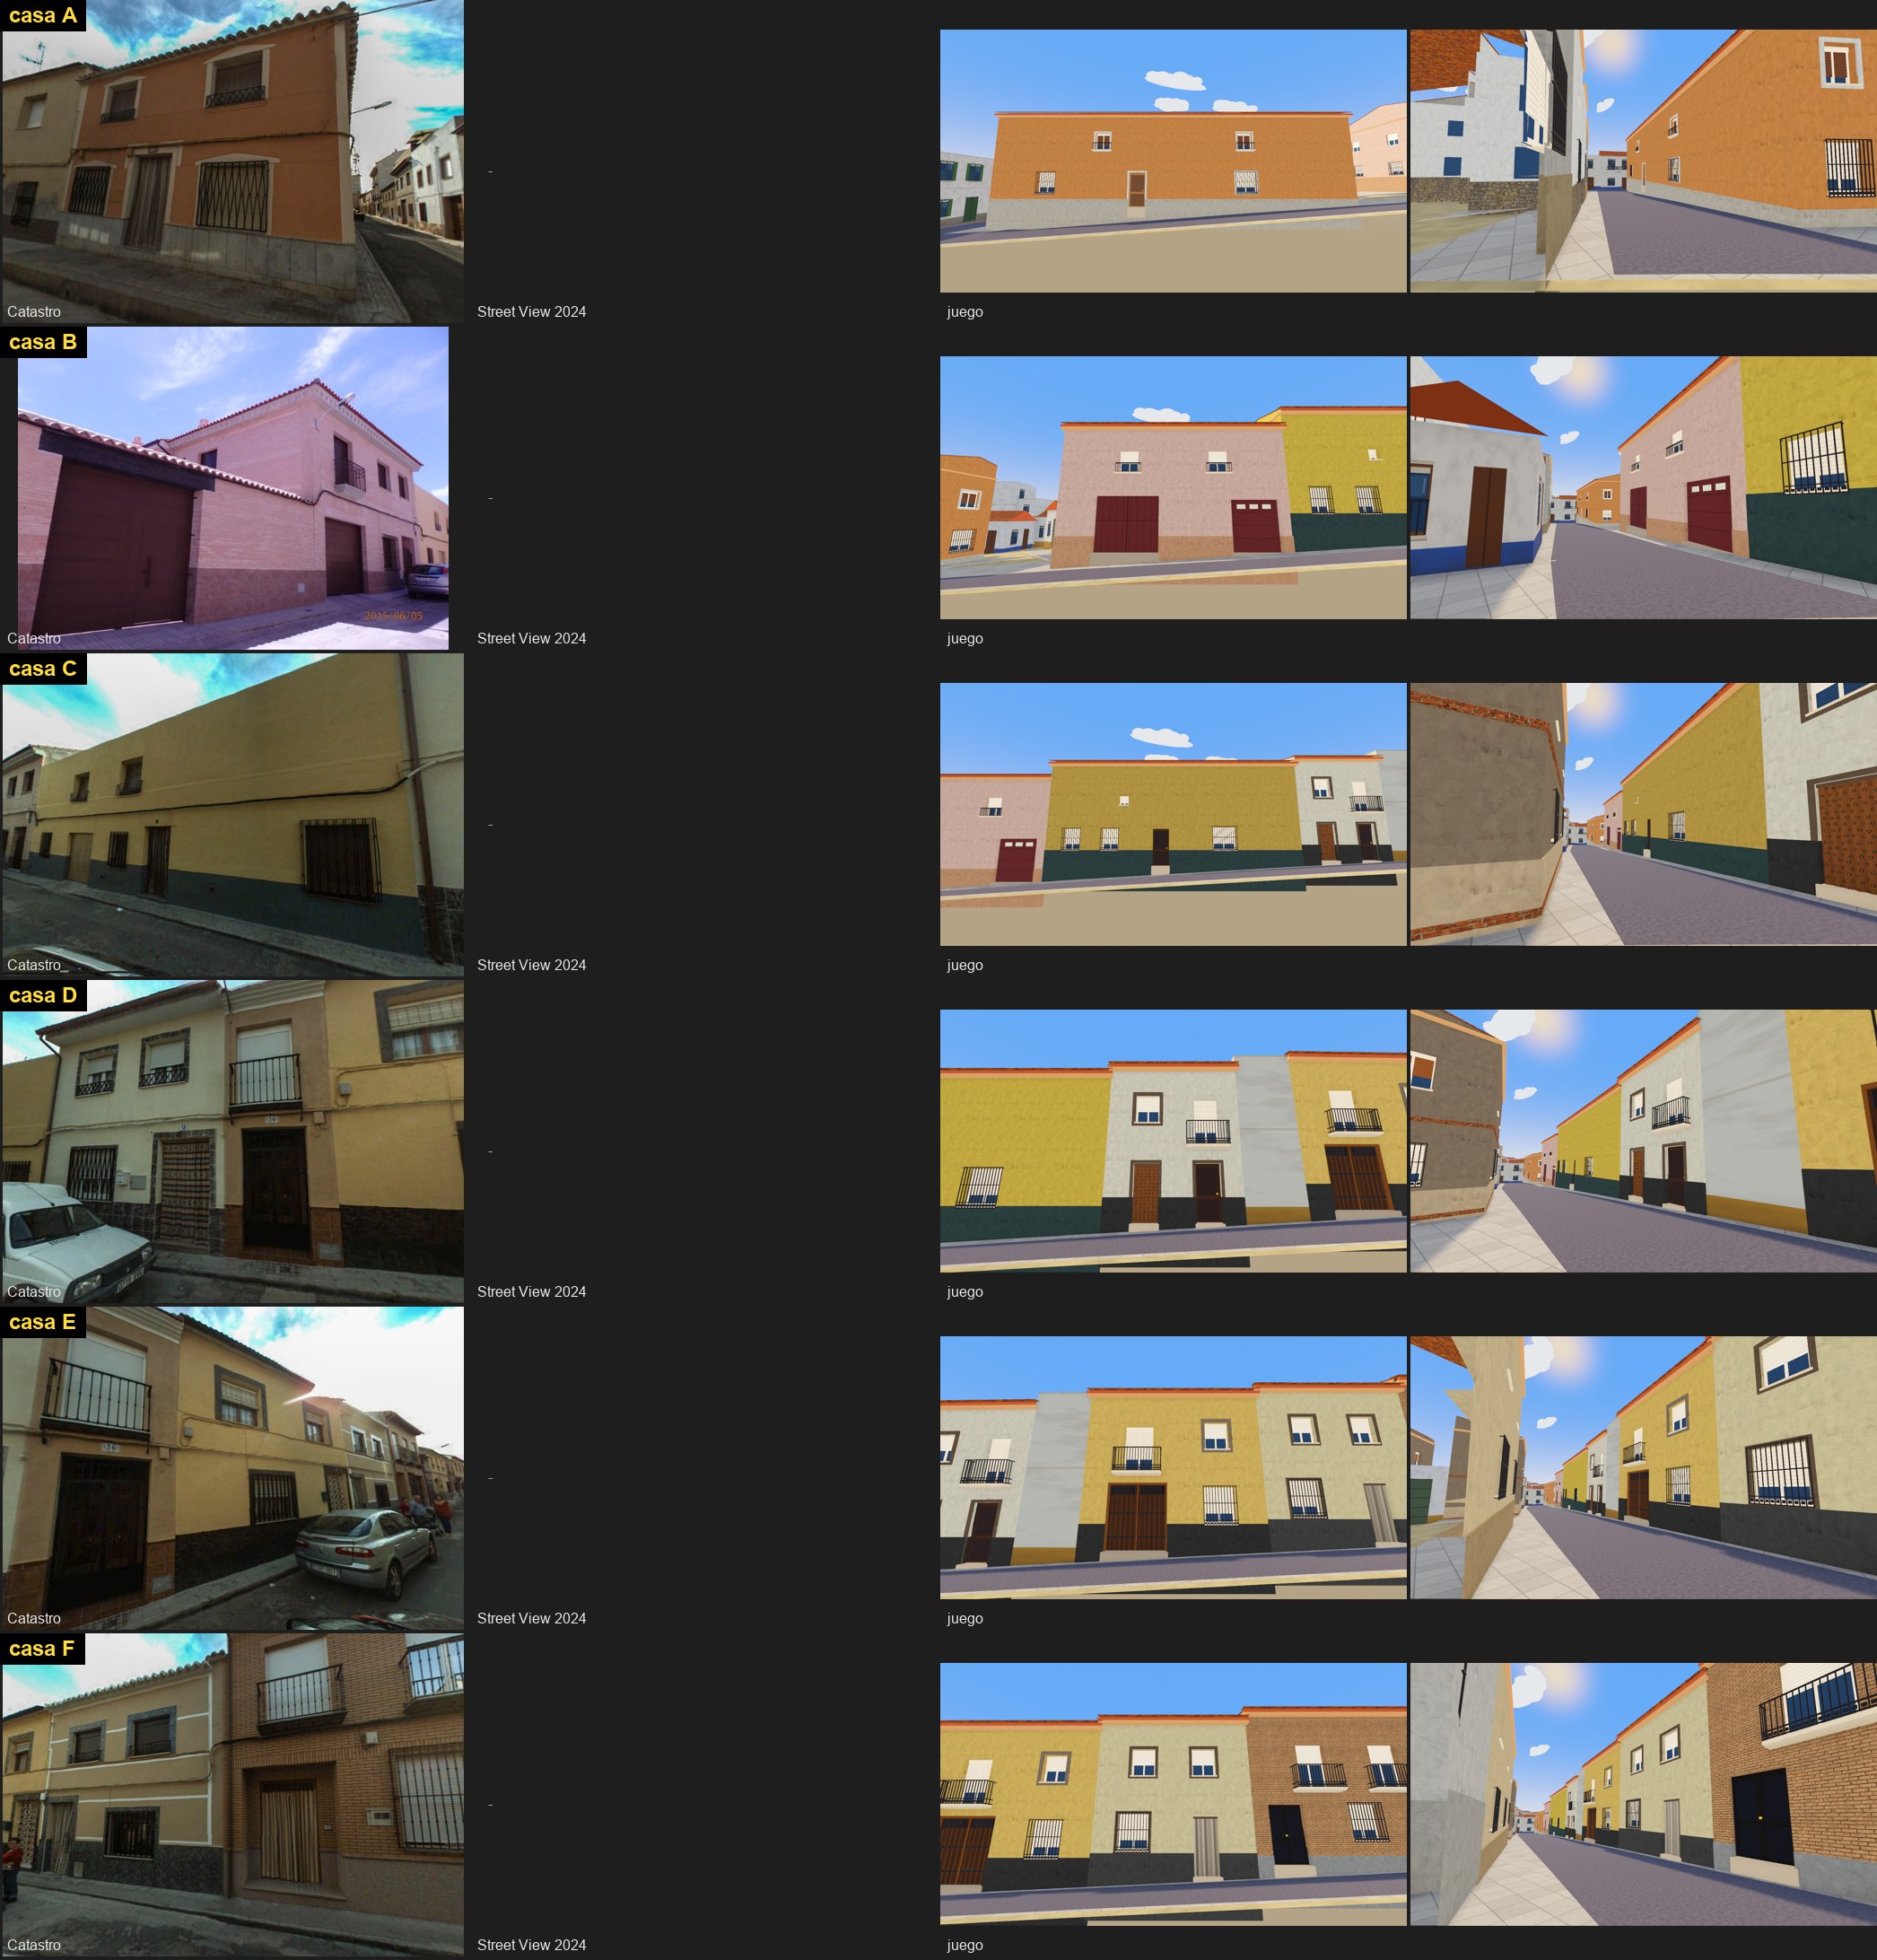 casa A
Catastro
Street View 2024
-
juego
casa B
2015/06/05
Catastro
Street View 2024
-
juego
casa C
Catastro
Street View 2024
-
juego
casa D
Catastro
Street View 2024
-
juego
casa E
Catastro
Street View 2024
-
juego
casa F
Catastro
Street View 2024
-
juego